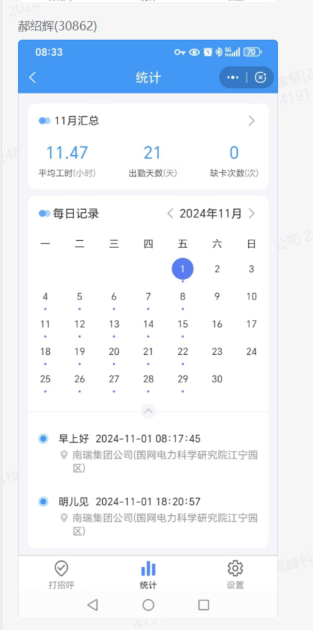 郝绍辉(30862)
08:33
5G
70
统计
11月汇总
11.47 21 0
平均工时(小时) 出勤天数(天) 缺卡次数(次)
每日记录 2024年11月
一 二 三 四 五 六 日
1 2 3
4 5 6 7 8 9 10
11 12 13 14 15 16 17
18 19 20 21 22 23 24
25 26 27 28 29 30
早上好 2024-11-01 08:17:45
南瑞集团公司(国网电力科学研究院江宁园
区)
明儿见 2024-11-01 18:20:57
南瑞集团公司(国网电力科学研究院江宁园
区)
打招呼 统计 设置